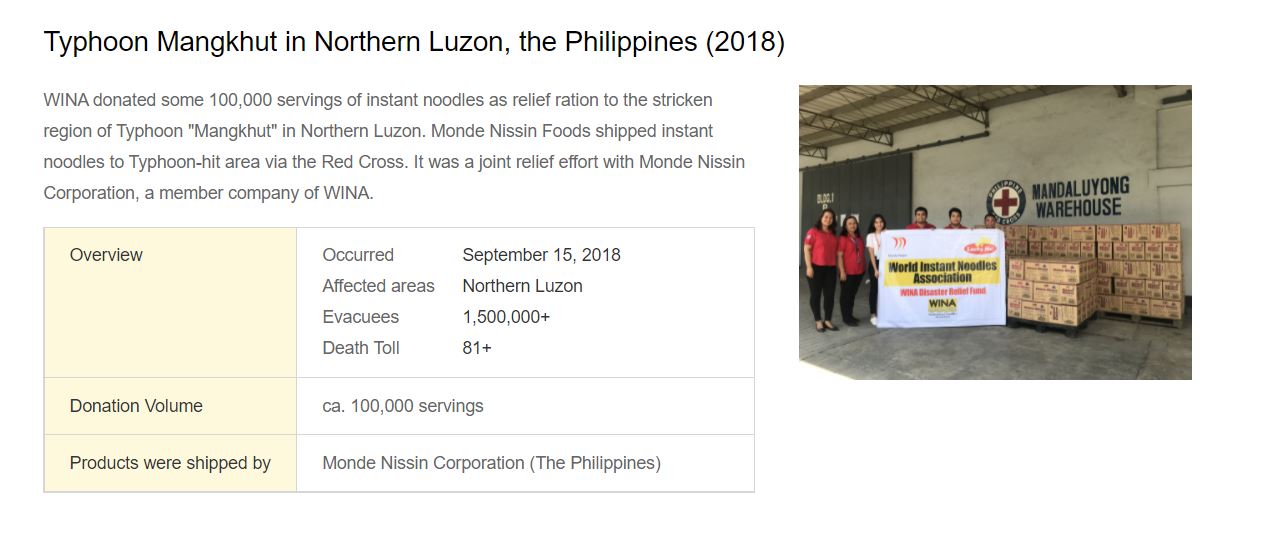 Typhoon Mangkhut in Northern Luzon, the Philippines (2018)
WINA donated some 100,000 servings of instant noodles as relief ration to the stricken
region of Typhoon "Mangkhut" in Northern Luzon. Monde Nissin Foods shipped instant
noodles to Typhoon-hit area via the Red Cross. It was a joint relief effort with Monde Nissin
Corporation, a member company of WINA.
Overview
Occurred September 15, 2018
Affected areas Northern Luzon
Evacuees 1,500,000+
Death Toll 81+
Donation Volume ca. 100,000 servings
Products were shipped by Monde Nissin Corporation (The Philippines)
BLDG.1
PHILIPPINE
CROSS
MANDALUYONG
WAREHOUSE
Lucky Me!
World Instant Noodles
Association
WINA Disaster Relief Fund
WINA